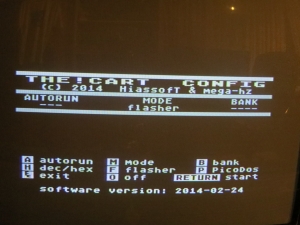 THE!CART CONFIG
(c) 2014 HiassofT & Mega-hz
AUTORUN MODE BANK
--- flasher ----
A autorun M Mode B bank
H dec/hex F flasher P PicoDos
E exit O off RETURN start
software version: 2014-02-24